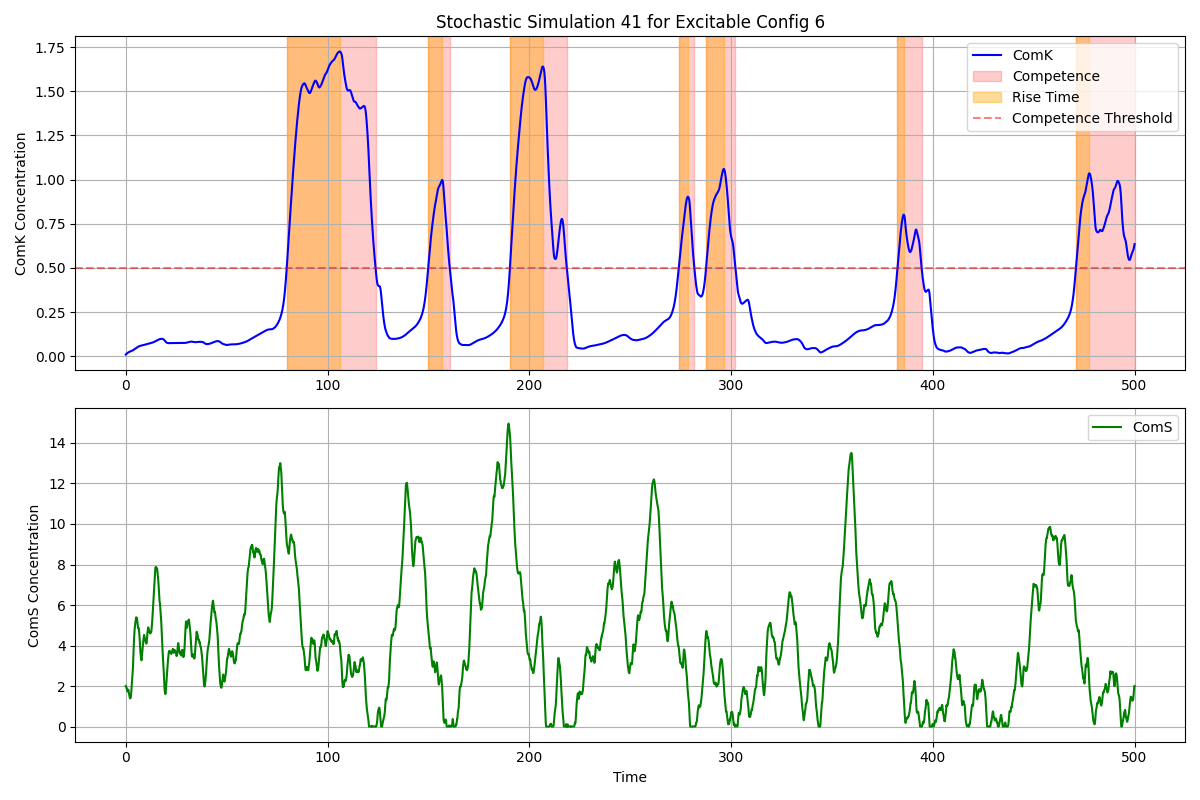 Stochastic Simulation 41 for Excitable Config 6
ComK Concentration
1.75
1.50
1.25
1.00
0.75
0.50
0.25
0.00
ComK
Competence
Rise Time
Competence Threshold
0 100 200 300 400 500
ComS Concentration
14
12
10
8
6
4
2
0
ComS
0 100 200 300 400 500
Time